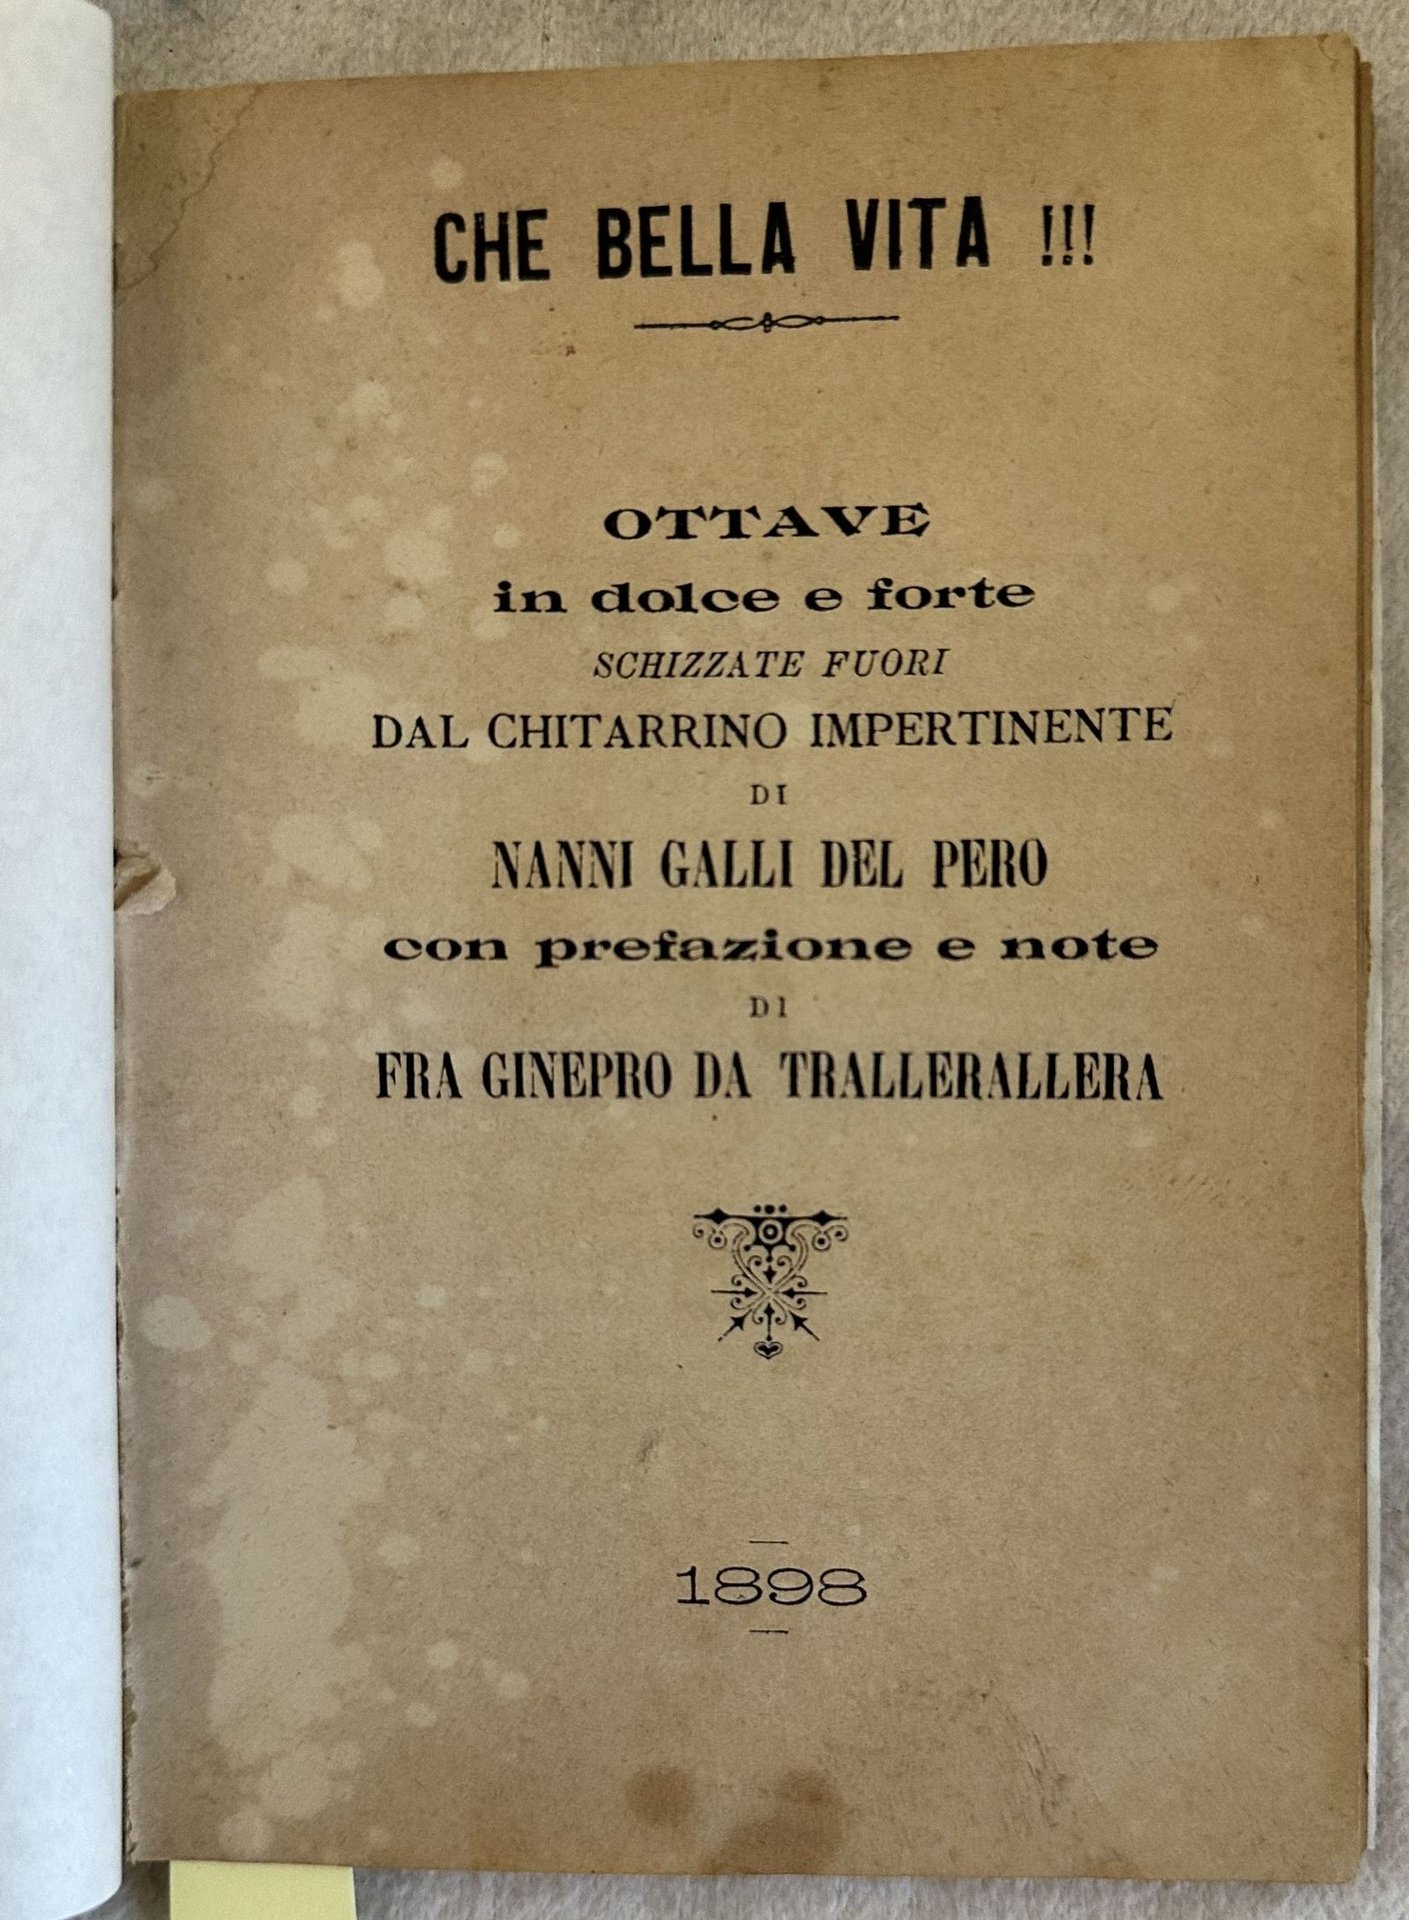 CHE BELLA VITA !!!
OTTAVE
in dolce e forte
SCHIZZATE FUORI
DAL CHITARRINO IMPERTINENTE
DI
NANNI GALLI DEL PERO
con prefazione e note
DI
FRA GINEPRO DA TRALLERALLERA
1898